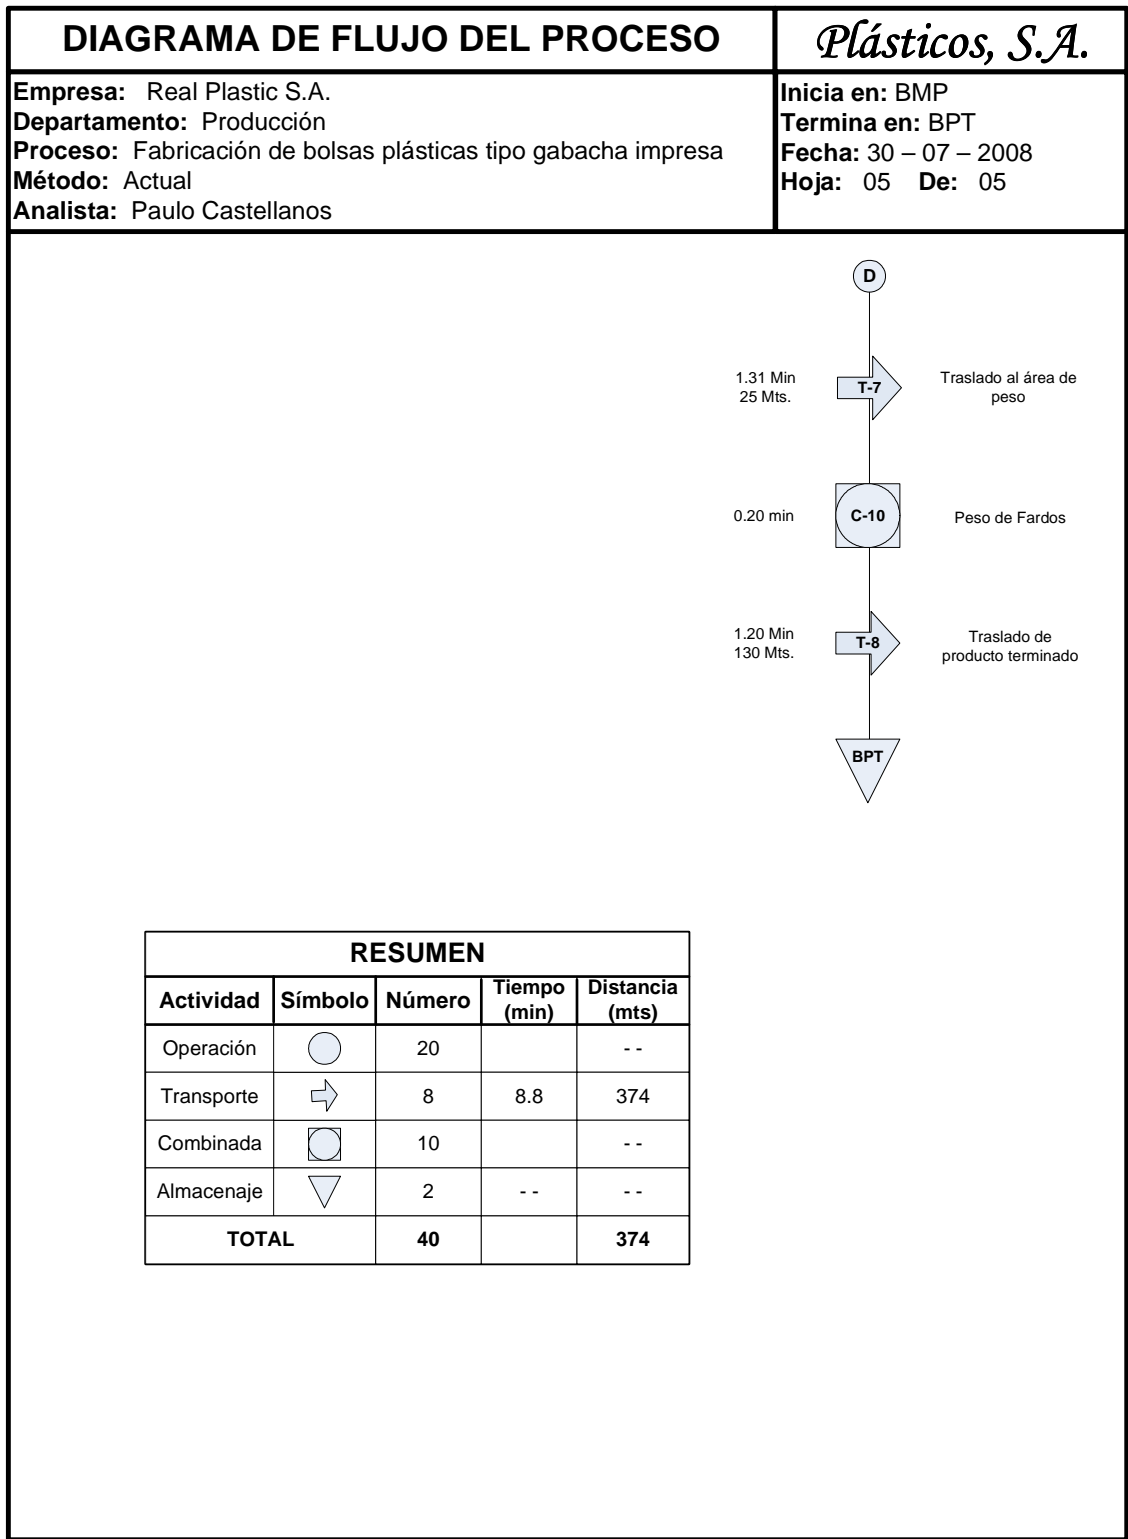 DIAGRAMA DE FLUJO DEL PROCESO
Plásticos, S.A.
Empresa: Real Plastic S.A.
Departamento: Producción
Proceso: Fabricación de bolsas plásticas tipo gabacha impresa
Método: Actual
Analista: Paulo Castellanos
Inicia en: BMP
Termina en: BPT
Fecha: 30 – 07 – 2008
Hoja: 05 De: 05
D
1.31 Min
25 Mts.
T-7
Traslado al área de
peso
0.20 min
C-10
Peso de Fardos
1.20 Min
130 Mts.
T-8
Traslado de
producto terminado
BPT
RESUMEN
Actividad Símbolo Número Tiempo (min) Distancia (mts)
Operación 20 - -
Transporte 8 8.8 374
Combinada 10 - -
Almacenaje 2 - - - -
TOTAL 40 374